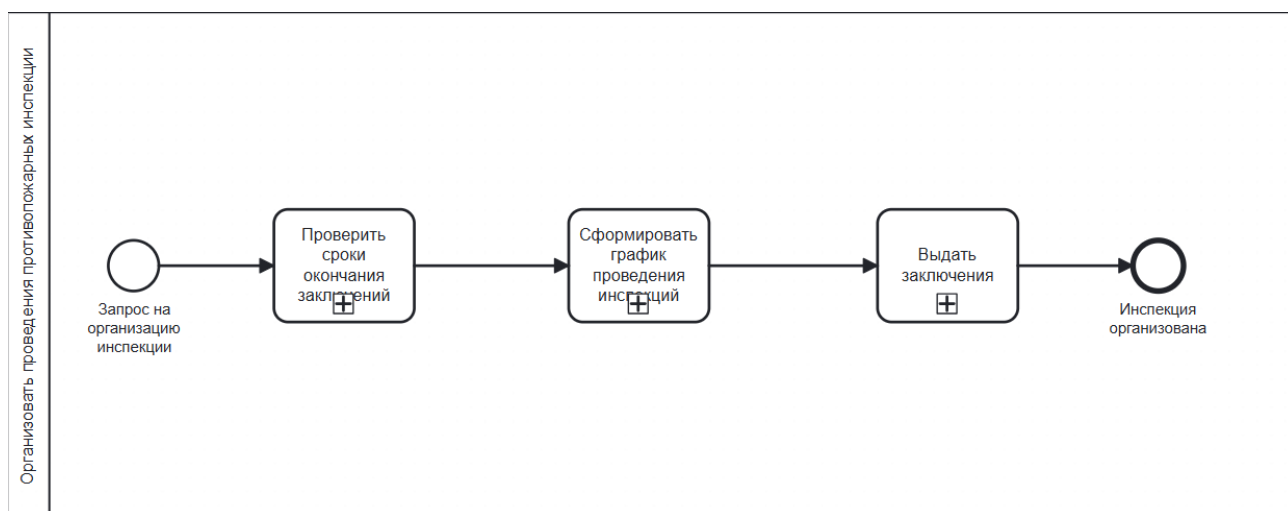 Организовать проведения противопожарных инспекции
Запрос на
организацию
инспекции
Проверить
сроки
окончания
заключений
Сформировать
график
проведения
инспекций
Выдать
заключения
Инспекция
организована